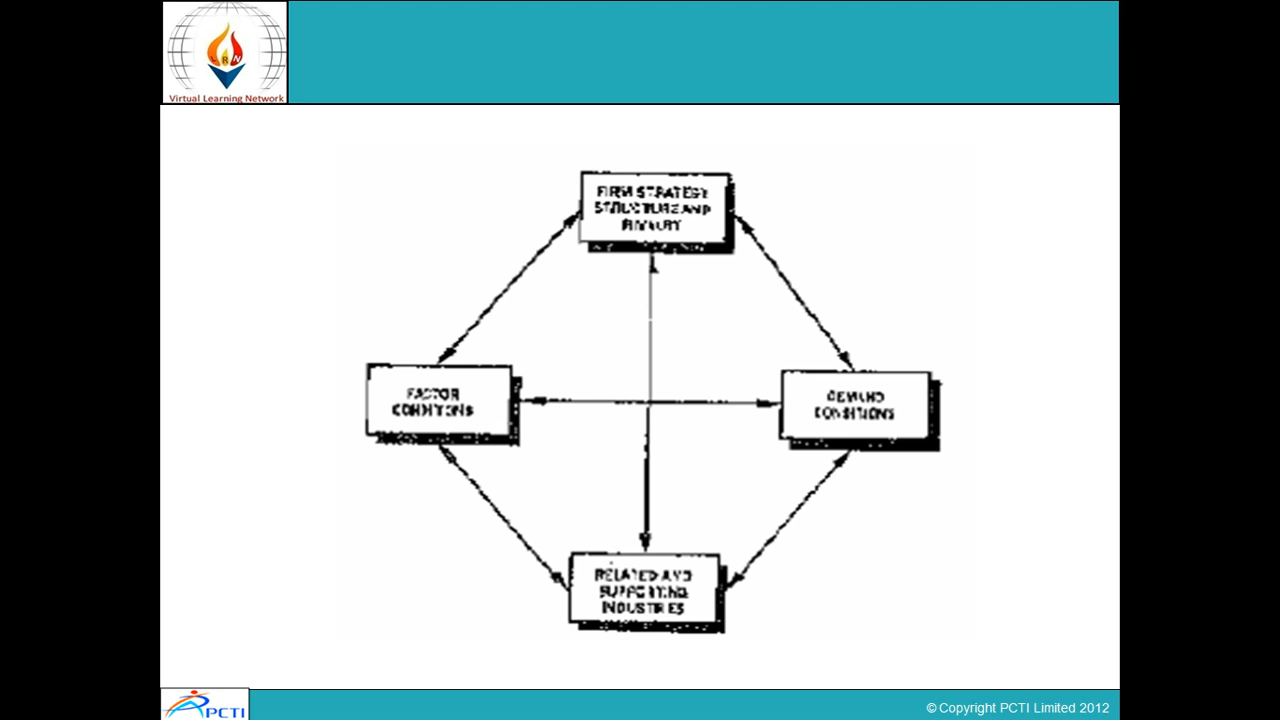 LRN
Virtual Learning Network
FIRM STRATEGY
STRUCTURE AND
RIVALRY
FACTOR
CONDITIONS
DEMAND
CONDITIONS
RELATED AND
SUPPORTING
INDUSTRIES
PCTI
© Copyright PCTI Limited 2012